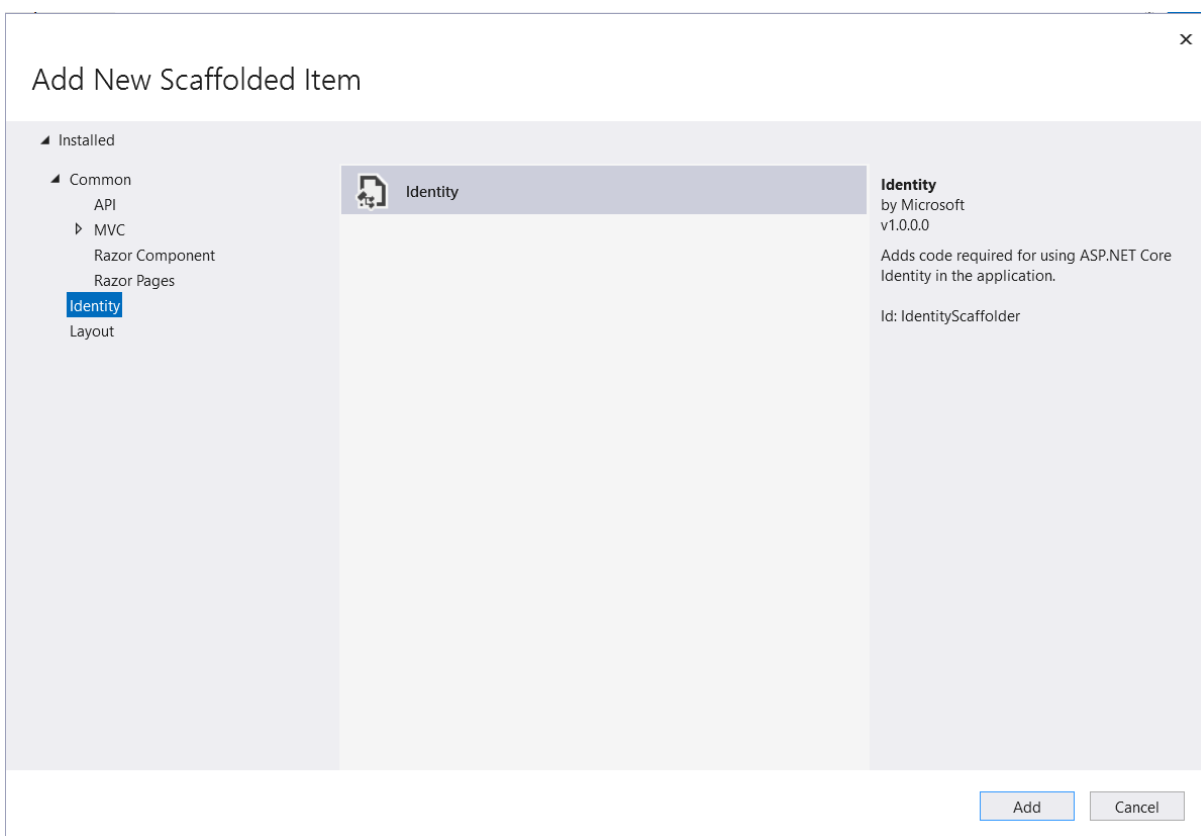 Add New Scaffolded Item
Installed
Common
API
MVC
Razor Component
Razor Pages
Identity
Layout
Identity
Identity
by Microsoft
v1.0.0.0
Adds code required for using ASP.NET Core
Identity in the application.
Id: IdentityScaffolder
Add
Cancel